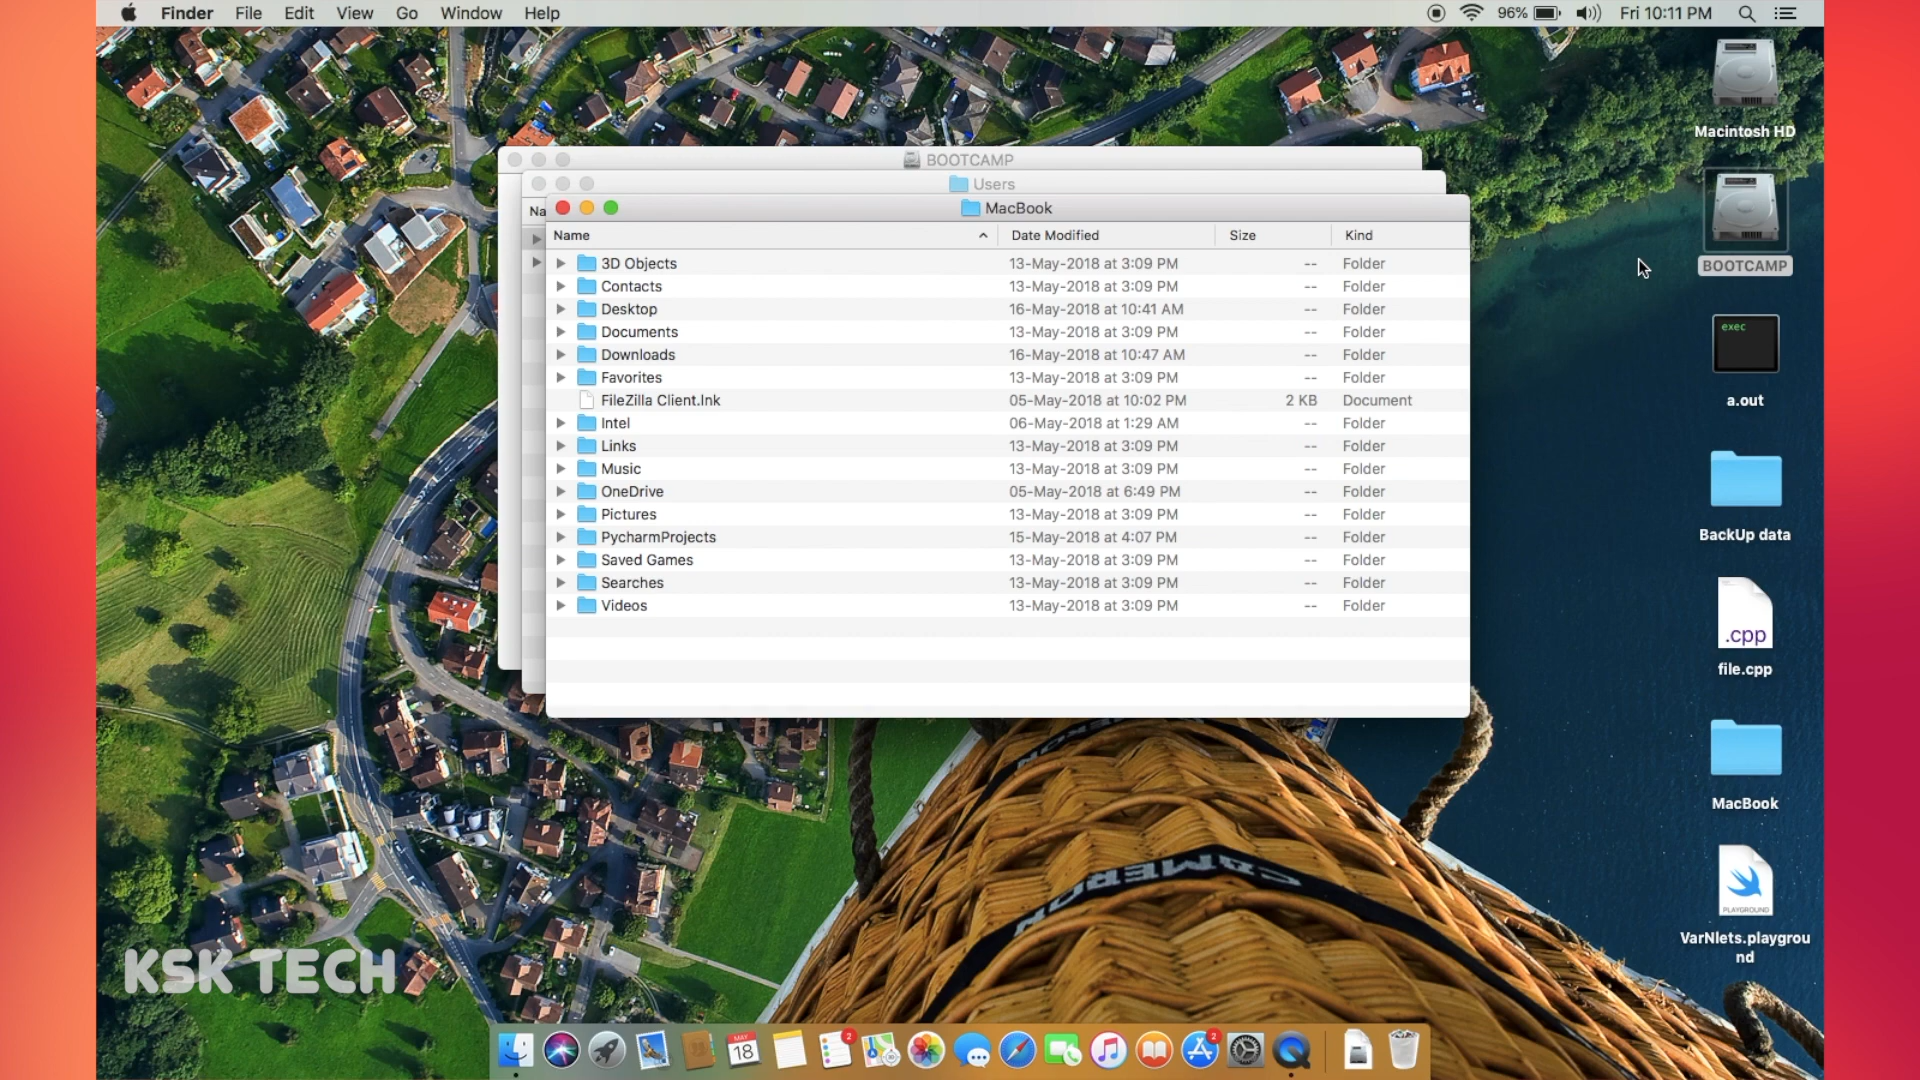 Finder File Edit View Go Window Help 96% Fri 10:11 PM
Macintosh HD
BOOTCAMP
Users
Na
MacBook
Name Date Modified Size Kind
3D Objects 13-May-2018 at 3:09 PM -- Folder
Contacts 13-May-2018 at 3:09 PM -- Folder
Desktop 16-May-2018 at 10:41 AM -- Folder
Documents 13-May-2018 at 3:09 PM -- Folder
Downloads 16-May-2018 at 10:47 AM -- Folder
Favorites 13-May-2018 at 3:09 PM -- Folder
FileZilla Client.lnk 05-May-2018 at 10:02 PM 2 KB Document
Intel 06-May-2018 at 1:29 AM -- Folder
Links 13-May-2018 at 3:09 PM -- Folder
Music 13-May-2018 at 3:09 PM -- Folder
OneDrive 05-May-2018 at 6:49 PM -- Folder
Pictures 13-May-2018 at 3:09 PM -- Folder
PycharmProjects 15-May-2018 at 4:07 PM -- Folder
Saved Games 13-May-2018 at 3:09 PM -- Folder
Searches 13-May-2018 at 3:09 PM -- Folder
Videos 13-May-2018 at 3:09 PM -- Folder
BOOTCAMP
exec
a.out
BackUp data
.cpp
file.cpp
MacBook
PLAYGROUND
VarNlets.playgrou
nd
CAMERON
CAMERON
KSK TECH
MAY
18
2
2